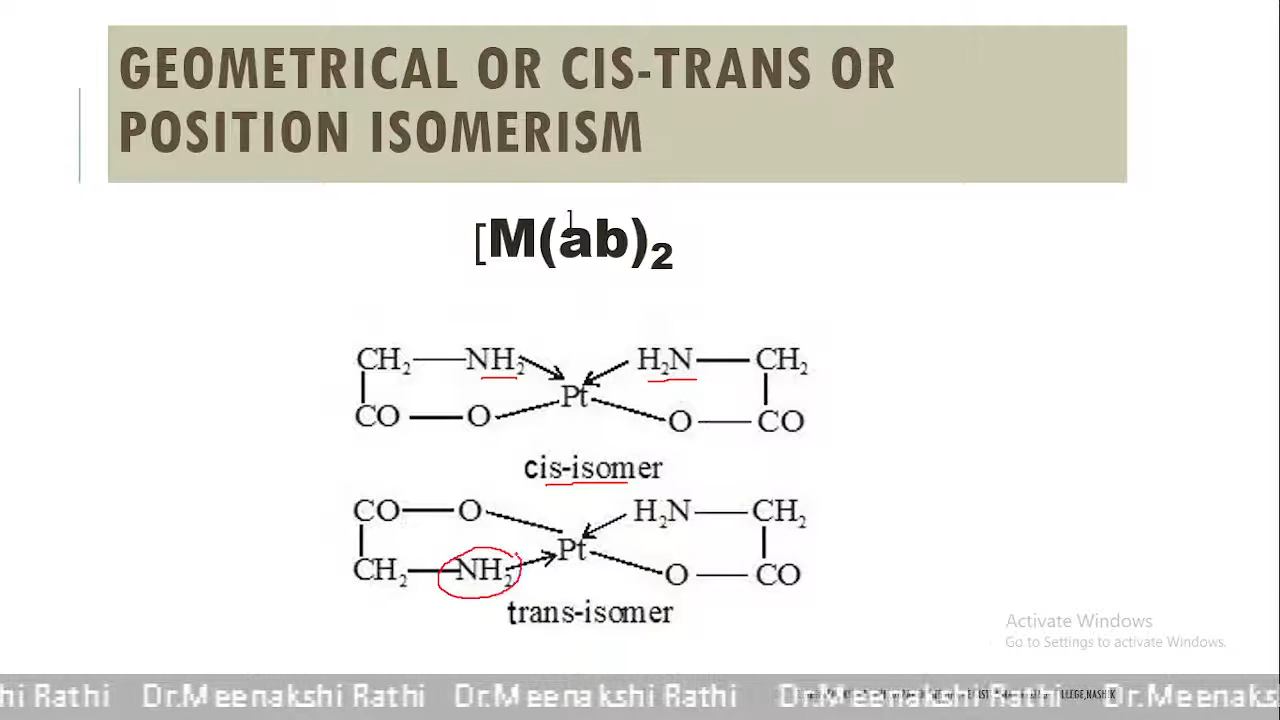 GEOMETRICAL OR CIS-TRANS OR
POSITION ISOMERISM
[M(ab)₂
CH₂ NH₂ H₂N CH₂
Pt
CO O O CO
cis-isomer
CO O H₂N CH₂
Pt
CH₂ NH₂ O CO
trans-isomer
Activate Windows
Go to Settings to activate Windows.
hi Rathi Dr.Meenakshi Rathi Dr.Meenakshi Rathi Dr.Meenakshi Rathi Dr.Meenaks